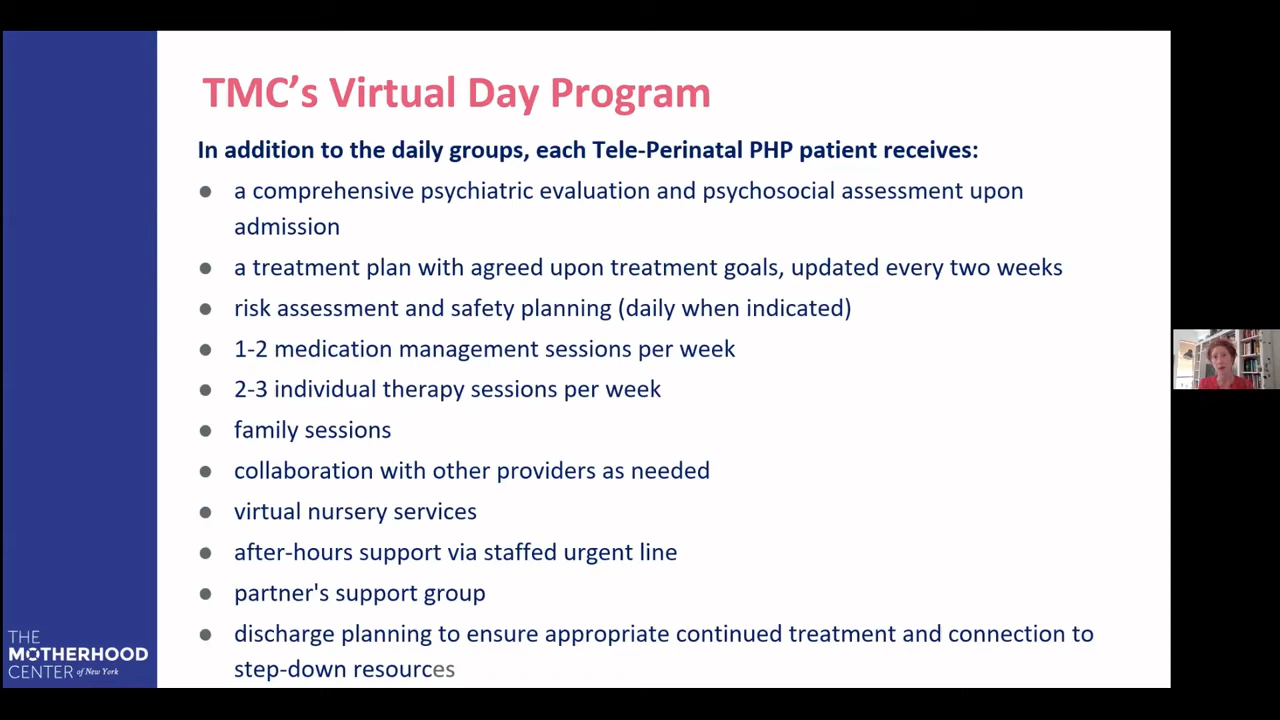 TMC's Virtual Day Program
In addition to the daily groups, each Tele-Perinatal PHP patient receives:
● a comprehensive psychiatric evaluation and psychosocial assessment upon
admission
● a treatment plan with agreed upon treatment goals, updated every two weeks
● risk assessment and safety planning (daily when indicated)
● 1-2 medication management sessions per week
● 2-3 individual therapy sessions per week
● family sessions
● collaboration with other providers as needed
● virtual nursery services
● after-hours support via staffed urgent line
● partner's support group
● discharge planning to ensure appropriate continued treatment and connection to
step-down resources
THE
MOTHERHOOD
CENTER of New York